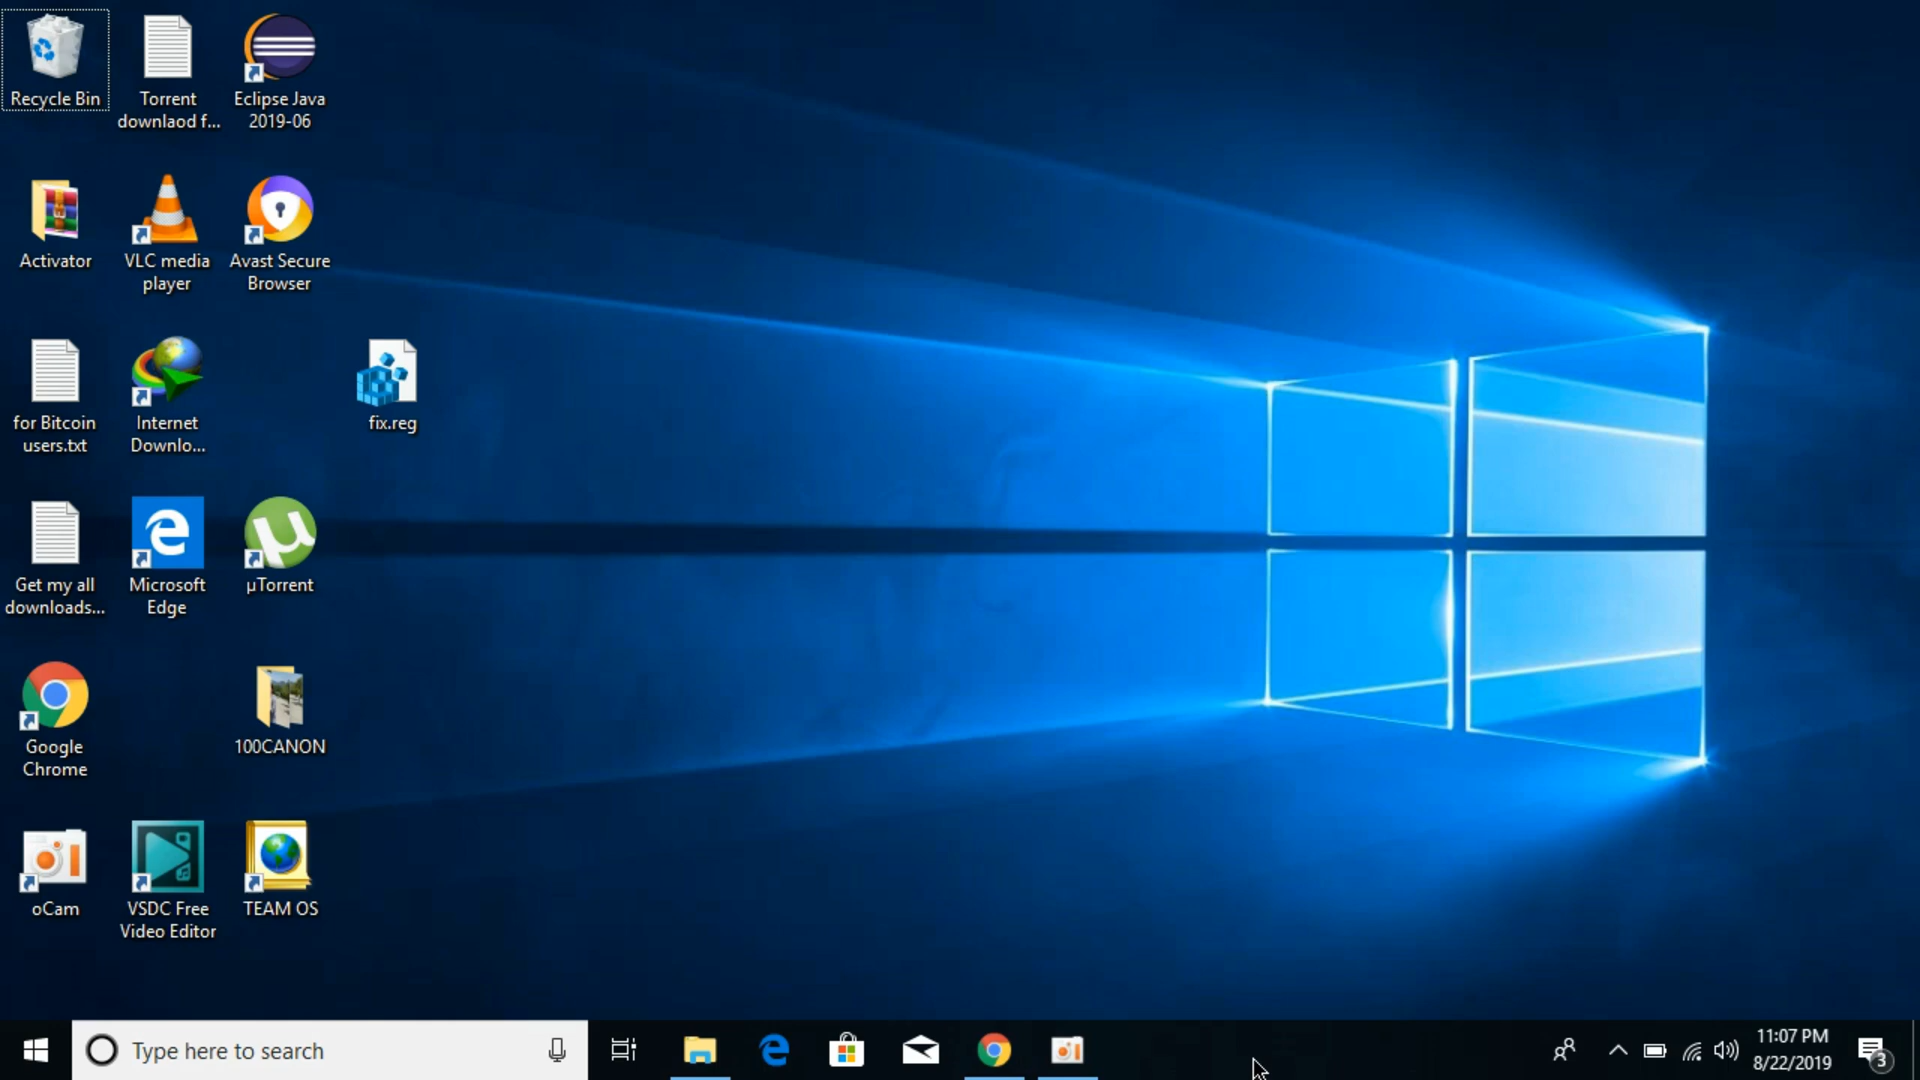 Recycle Bin
Torrent
downlaod f...
Eclipse Java
2019-06
Activator
VLC media
player
Avast Secure
Browser
for Bitcoin
users.txt
Internet
Downlo...
fix.reg
Get my all
downloads...
Microsoft
Edge
µTorrent
Google
Chrome
100CANON
oCam
VSDC Free
Video Editor
TEAM OS
Type here to search
11:07 PM
8/22/2019
3